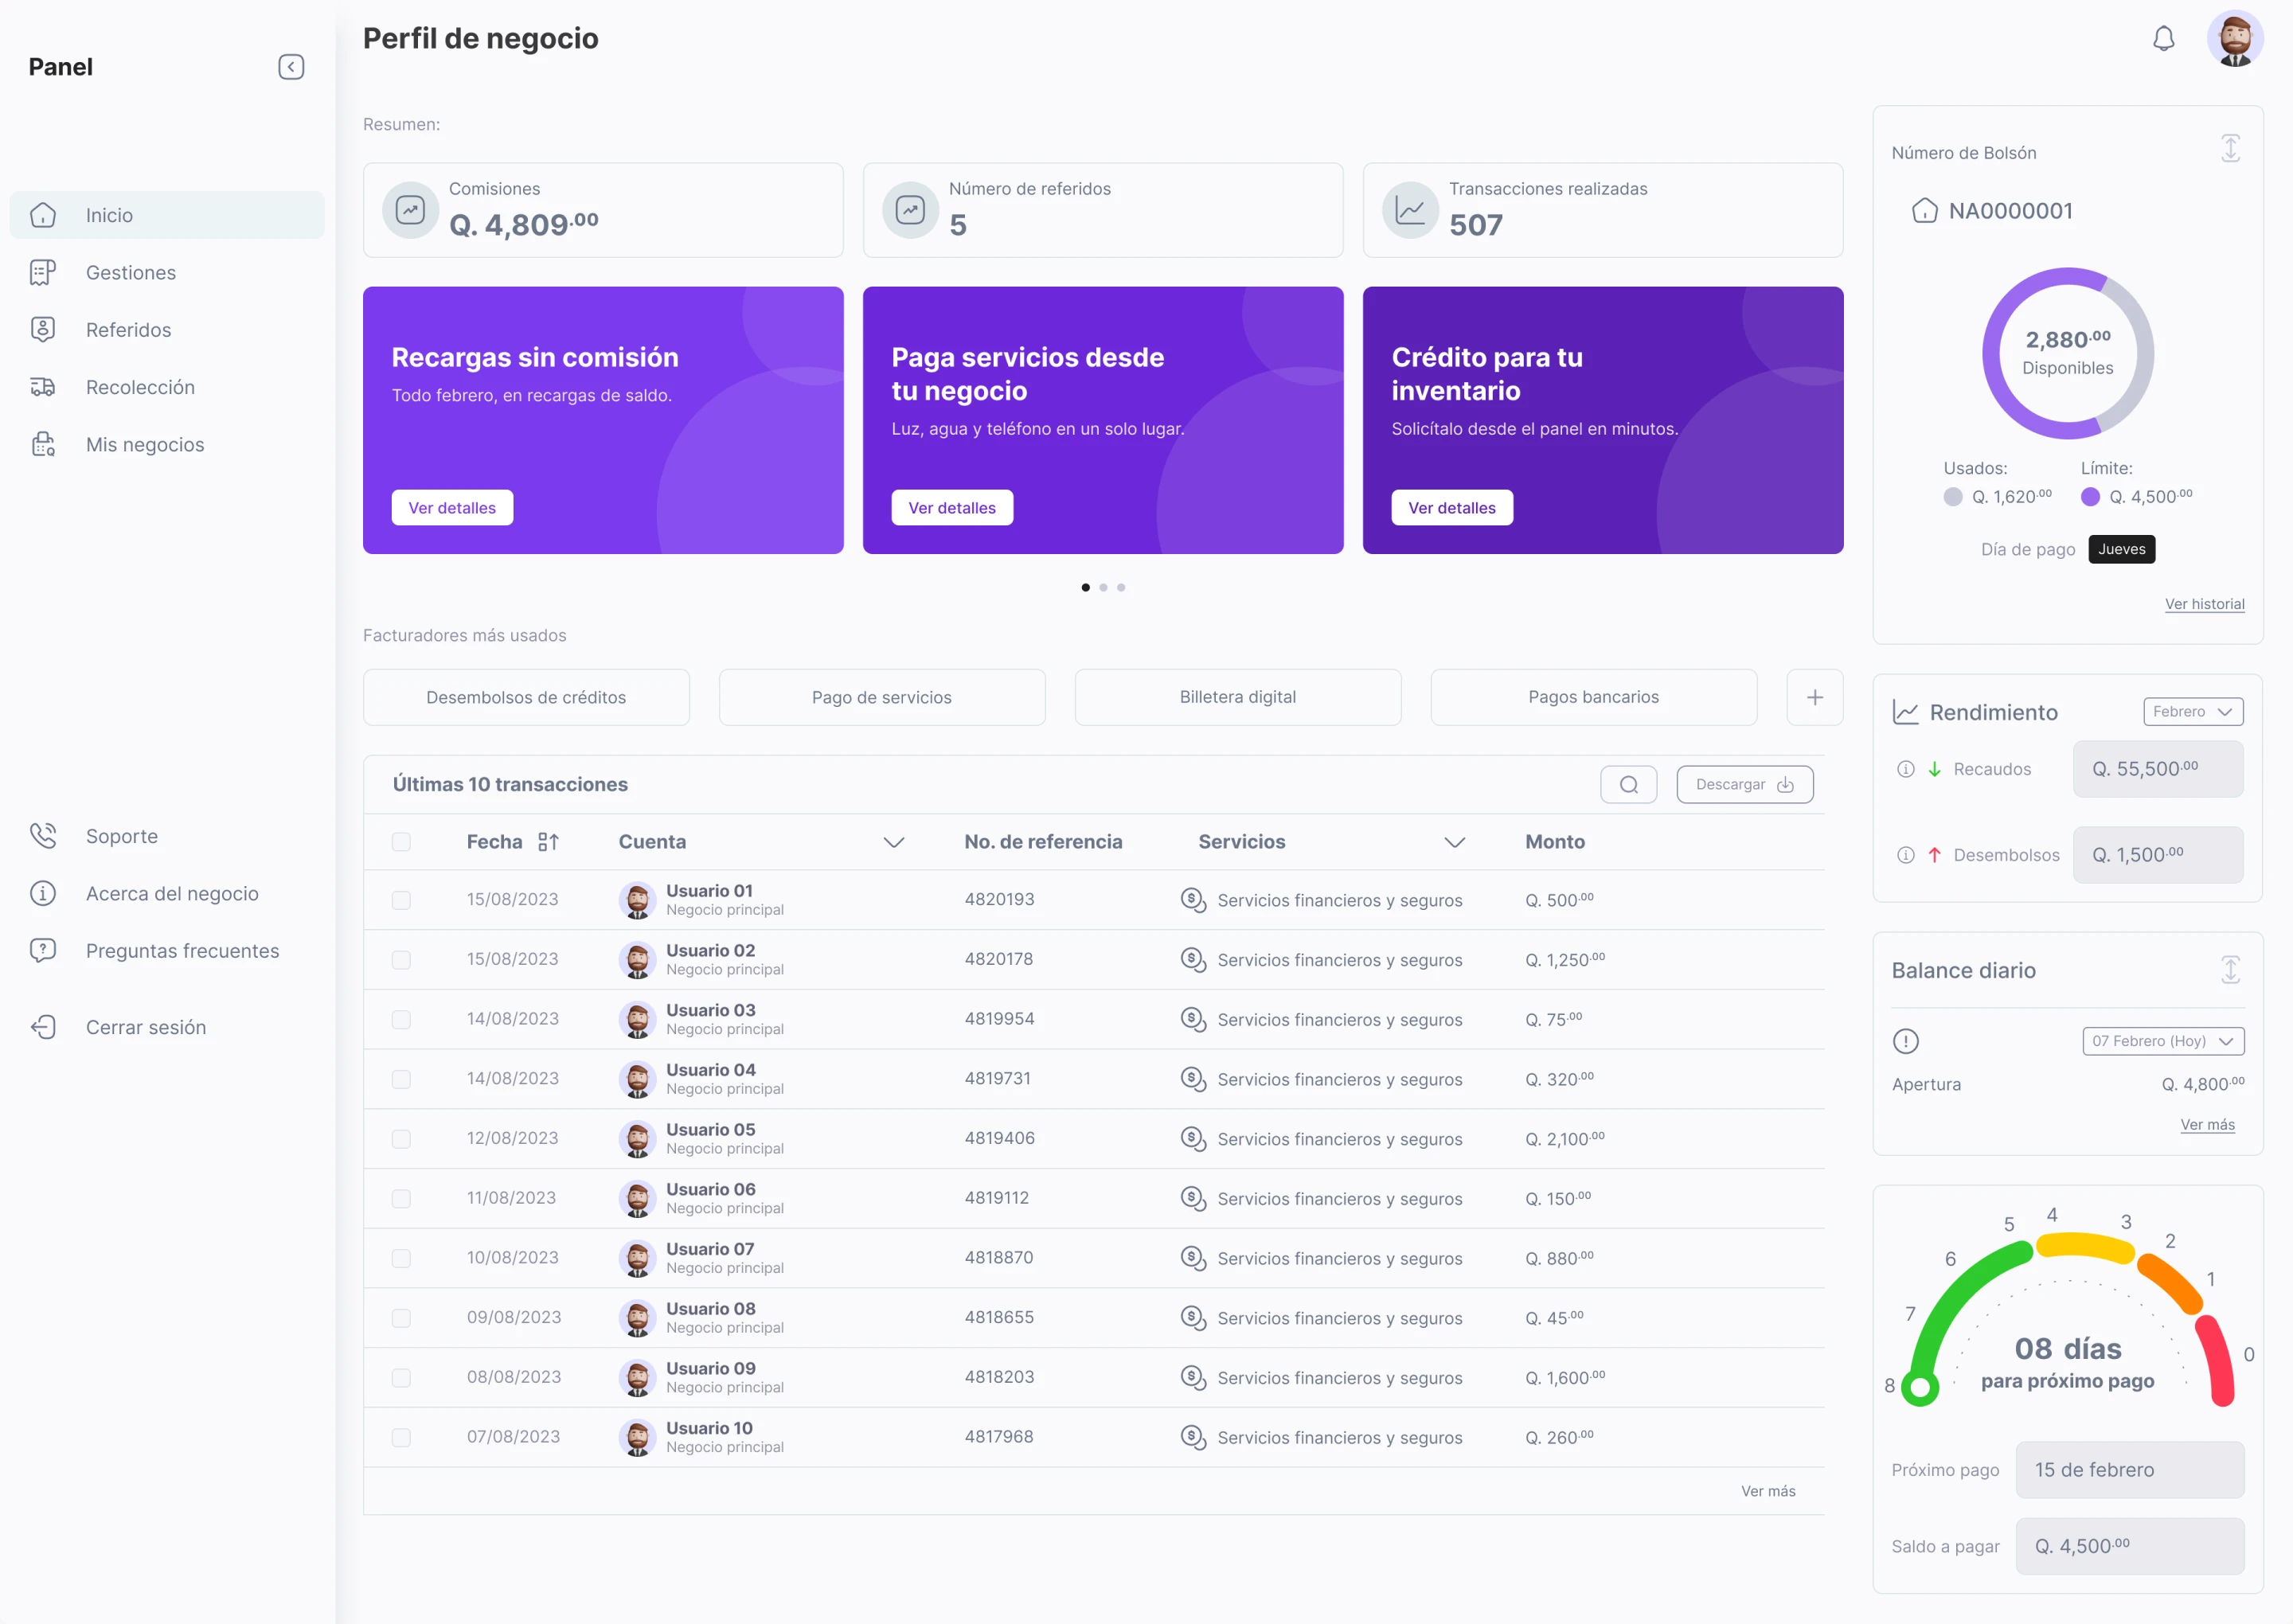 Panel
Inicio
Gestiones
Referidos
Recolección
Mis negocios
Soporte
Acerca del negocio
Preguntas frecuentes
Cerrar sesión
Perfil de negocio
Resumen:
Comisiones
Q. 4,809.00
Número de referidos
5
Transacciones realizadas
507
Recargas sin comisión
Todo febrero, en recargas de saldo.
Ver detalles
Paga servicios desde
tu negocio
Luz, agua y teléfono en un solo lugar.
Ver detalles
Crédito para tu
inventario
Solicítalo desde el panel en minutos.
Ver detalles
Facturadores más usados
Desembolsos de créditos
Pago de servicios
Billetera digital
Pagos bancarios
Últimas 10 transacciones
Descargar
Fecha Cuenta No. de referencia Servicios Monto
15/08/2023 Usuario 01 4820193 Servicios financieros y seguros Q. 500.00
Negocio principal
15/08/2023 Usuario 02 4820178 Servicios financieros y seguros Q. 1,250.00
Negocio principal
14/08/2023 Usuario 03 4819954 Servicios financieros y seguros Q. 75.00
Negocio principal
14/08/2023 Usuario 04 4819731 Servicios financieros y seguros Q. 320.00
Negocio principal
12/08/2023 Usuario 05 4819406 Servicios financieros y seguros Q. 2,100.00
Negocio principal
11/08/2023 Usuario 06 4819112 Servicios financieros y seguros Q. 150.00
Negocio principal
10/08/2023 Usuario 07 4818870 Servicios financieros y seguros Q. 880.00
Negocio principal
09/08/2023 Usuario 08 4818655 Servicios financieros y seguros Q. 45.00
Negocio principal
08/08/2023 Usuario 09 4818203 Servicios financieros y seguros Q. 1,600.00
Negocio principal
07/08/2023 Usuario 10 4817968 Servicios financieros y seguros Q. 260.00
Negocio principal
Ver más
Número de Bolsón
NA0000001
2,880.00
Disponibles
Usados: Límite:
Q. 1,620.00 Q. 4,500.00
Día de pago Jueves
Ver historial
Rendimiento Febrero
Recaudos Q. 55,500.00
Desembolsos Q. 1,500.00
Balance diario
07 Febrero (Hoy)
Apertura Q. 4,800.00
Ver más
8
7
6
5
4
3
2
1
0
08 días
para próximo pago
Próximo pago 15 de febrero
Saldo a pagar Q. 4,500.00